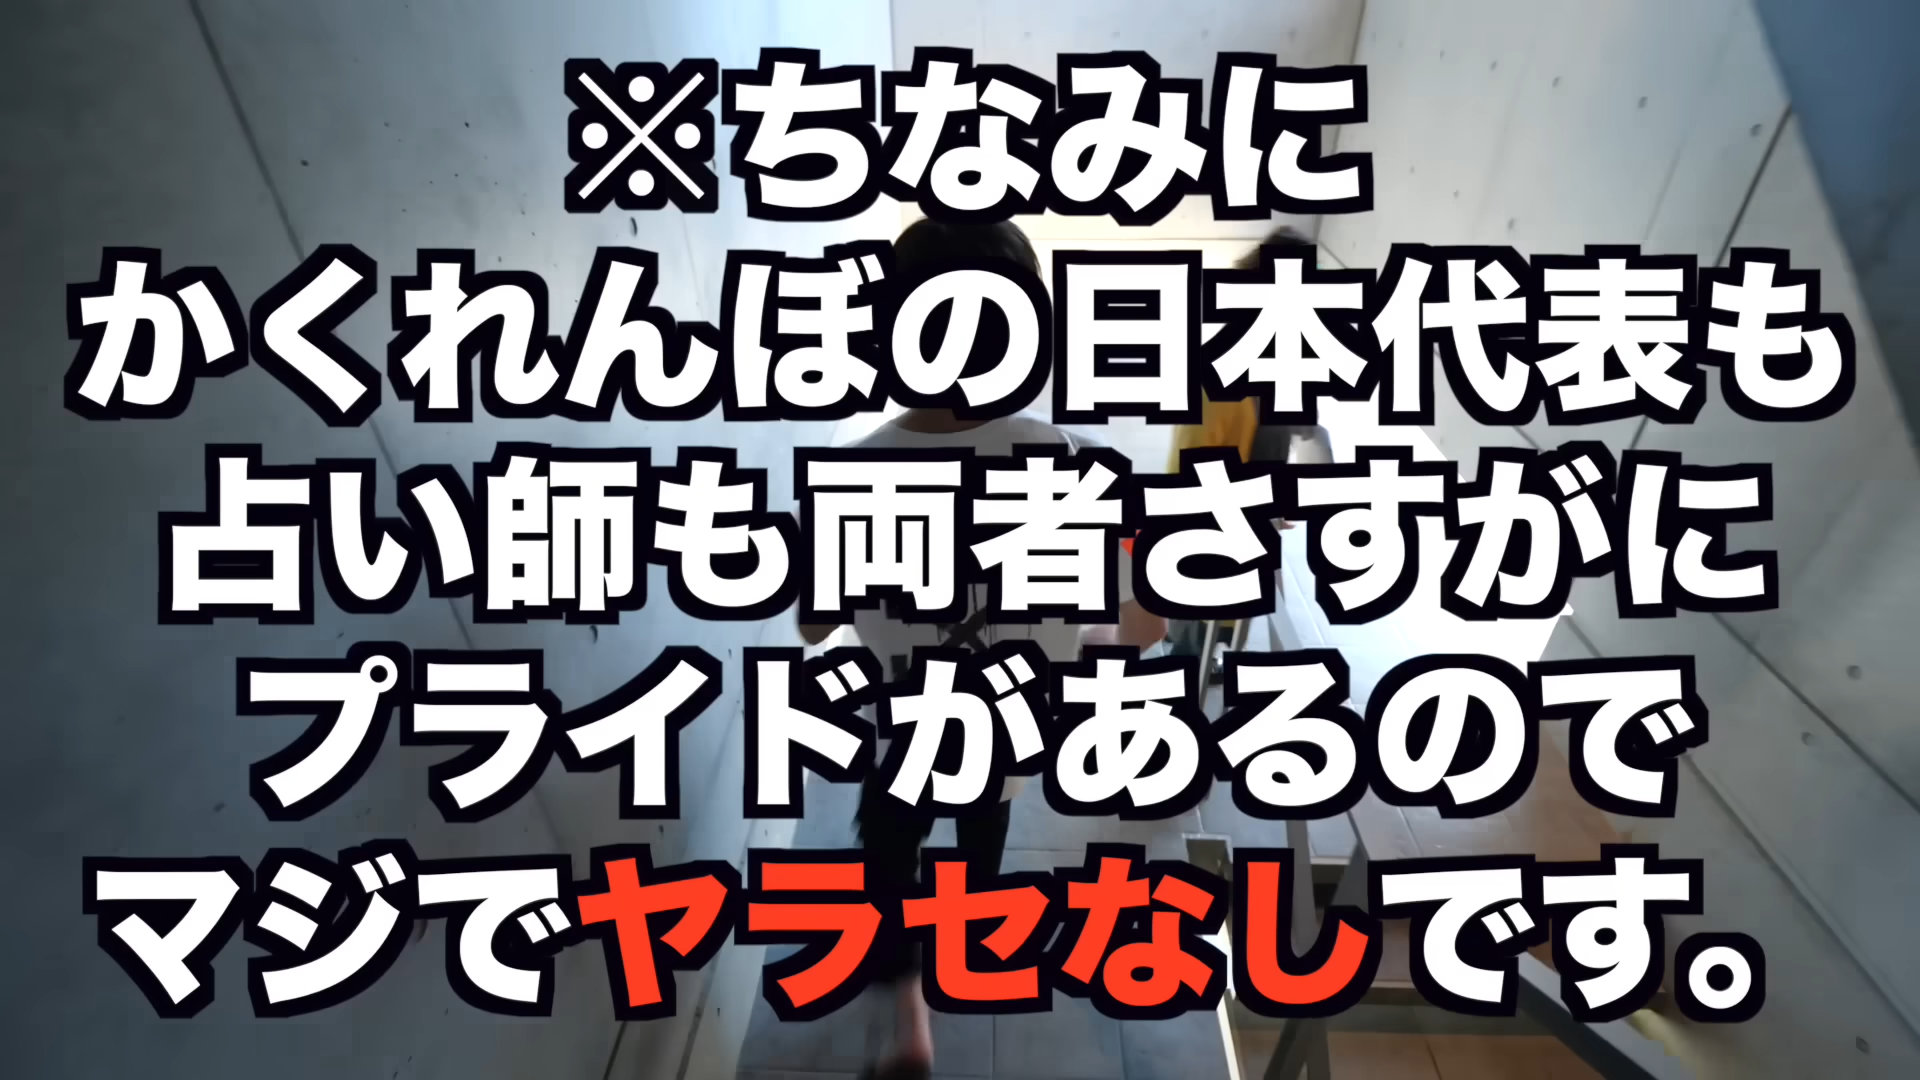 ※ちなみに
かくれんぼの日本代表も
占い師も両者さすがに
プライドがあるので
マジでヤラセなしです。